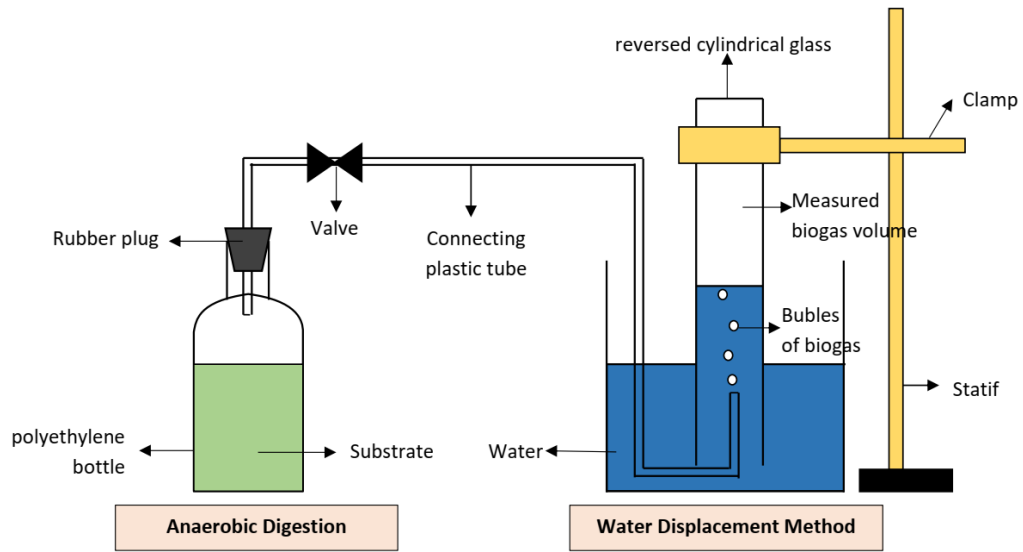 reversed cylindrical glass
Clamp
Rubber plug
Valve
Connecting
plastic tube
Measured
biogas volume
Bubles
of biogas
Statif
polyethylene
bottle
Substrate
Water
Anaerobic Digestion
Water Displacement Method